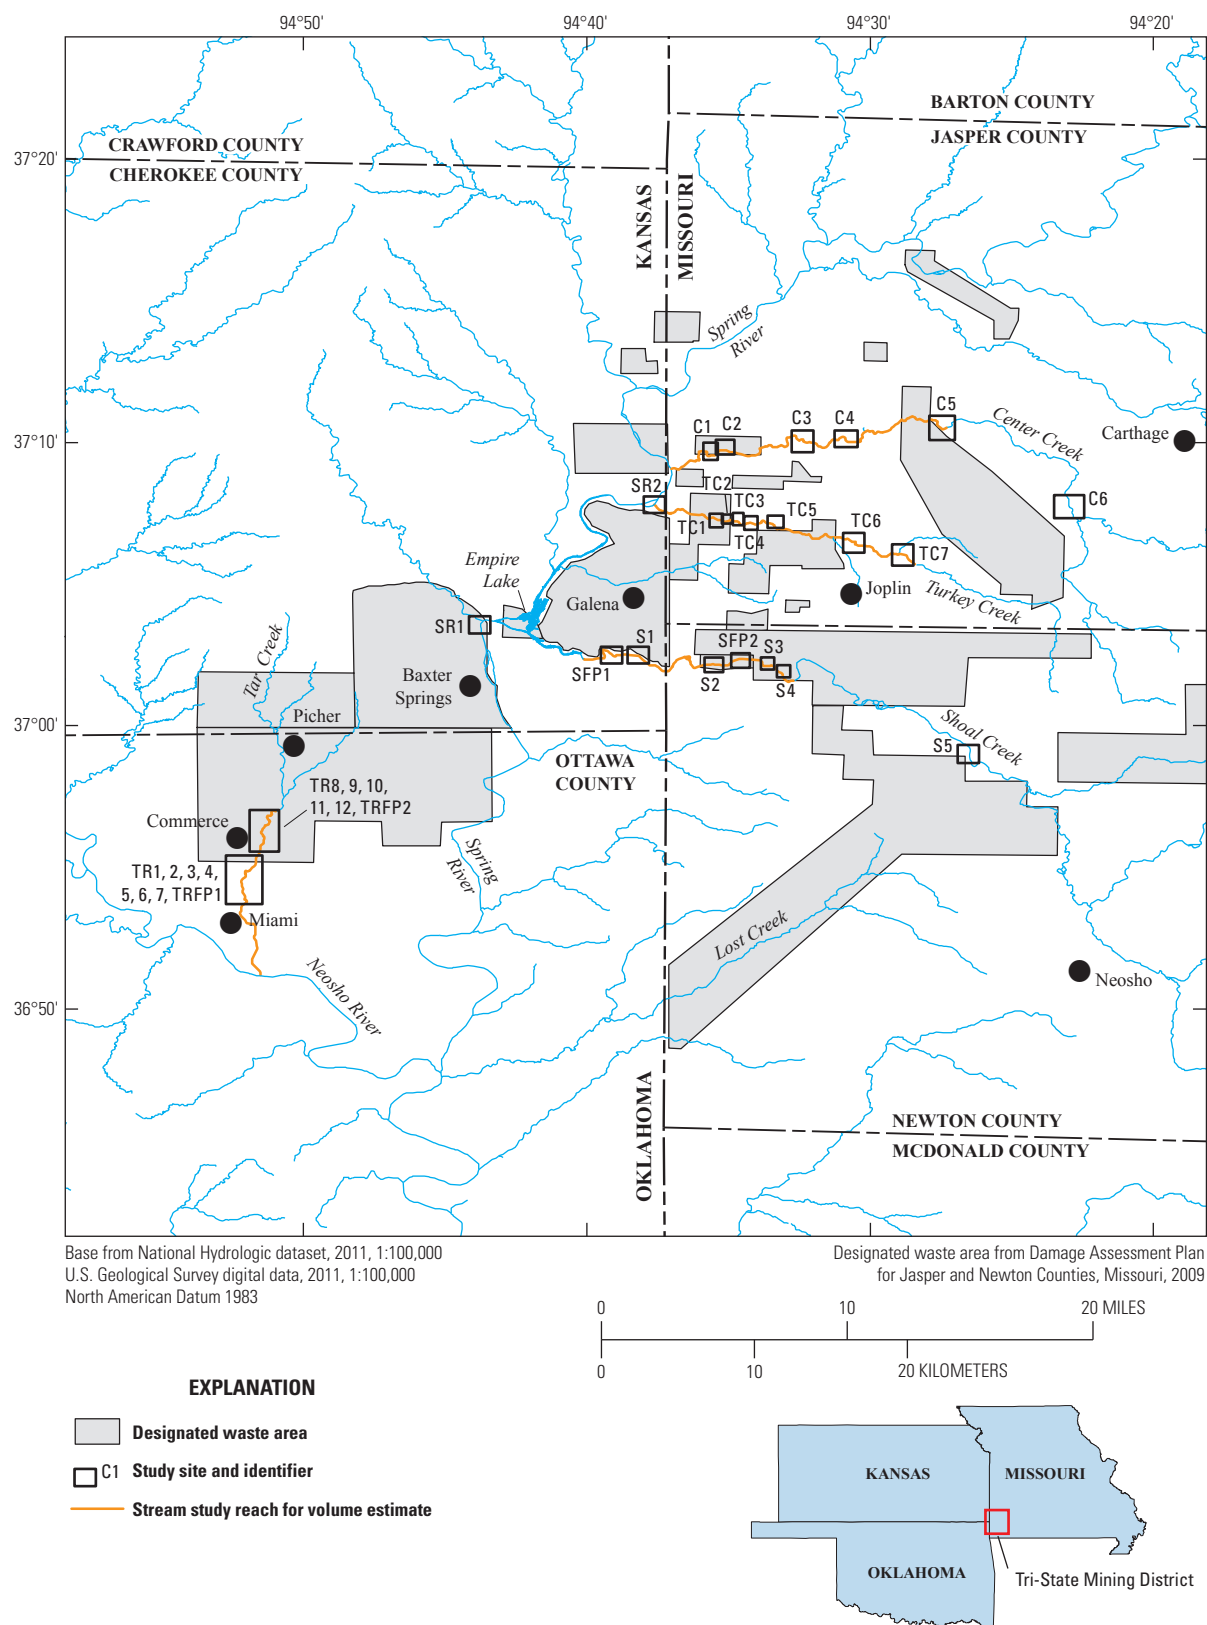 94°50'
94°40'
94°30'
94°20'
BARTON COUNTY
JASPER COUNTY
CRAWFORD COUNTY
CHEROKEE COUNTY
37°20'
KANSAS
MISSOURI
Spring
River
C1
C2
C3
C4
C5
Center
Creek
Carthage
37°10'
SR2
TC2
TC3
TC5
TC1
TC4
TC6
TC7
C6
Empire
Lake
Galena
Joplin
Turkey Creek
SR1
Tar Creek
SFP1
S1
SFP2
S3
S2
S4
Baxter
Springs
Picher
37°00'
Shoal Creek
S5
OTTAWA
COUNTY
TR8, 9, 10,
11, 12, TRFP2
Commerce
Spring
River
TR1, 2, 3, 4,
5, 6, 7, TRFP1
Miami
Lost Creek
Neosho River
Neosho
36°50'
OKLAHOMA
NEWTON COUNTY
MCDONALD COUNTY
Base from National Hydrologic dataset, 2011, 1:100,000
U.S. Geological Survey digital data, 2011, 1:100,000
North American Datum 1983
Designated waste area from Damage Assessment Plan
for Jasper and Newton Counties, Missouri, 2009
0
10
20 MILES
0
10
20 KILOMETERS
EXPLANATION
Designated waste area
C1 Study site and identifier
Stream study reach for volume estimate
KANSAS
MISSOURI
OKLAHOMA
Tri-State Mining District